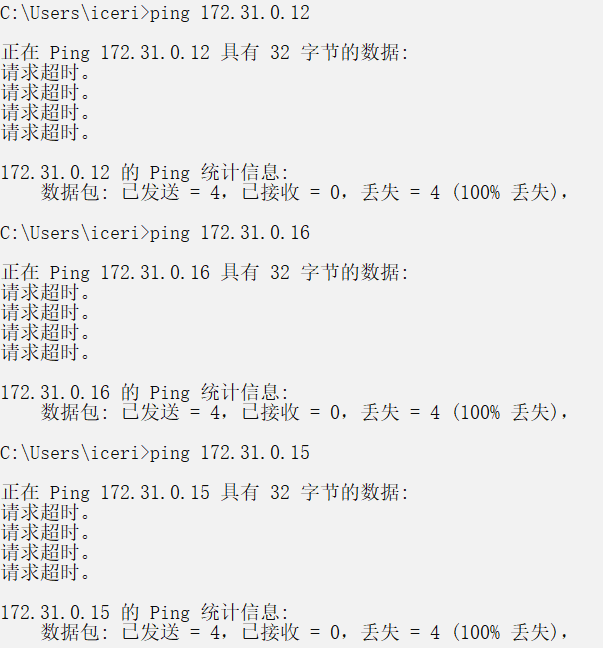 C:\Users\iceri>ping 172.31.0.12
正在 Ping 172.31.0.12 具有 32 字节的数据:
请求超时。
请求超时。
请求超时。
请求超时。
172.31.0.12 的 Ping 统计信息:
    数据包: 已发送 = 4，已接收 = 0，丢失 = 4 (100% 丢失)，
C:\Users\iceri>ping 172.31.0.16
正在 Ping 172.31.0.16 具有 32 字节的数据:
请求超时。
请求超时。
请求超时。
请求超时。
172.31.0.16 的 Ping 统计信息:
    数据包: 已发送 = 4，已接收 = 0，丢失 = 4 (100% 丢失)，
C:\Users\iceri>ping 172.31.0.15
正在 Ping 172.31.0.15 具有 32 字节的数据:
请求超时。
请求超时。
请求超时。
请求超时。
172.31.0.15 的 Ping 统计信息:
    数据包: 已发送 = 4，已接收 = 0，丢失 = 4 (100% 丢失)，